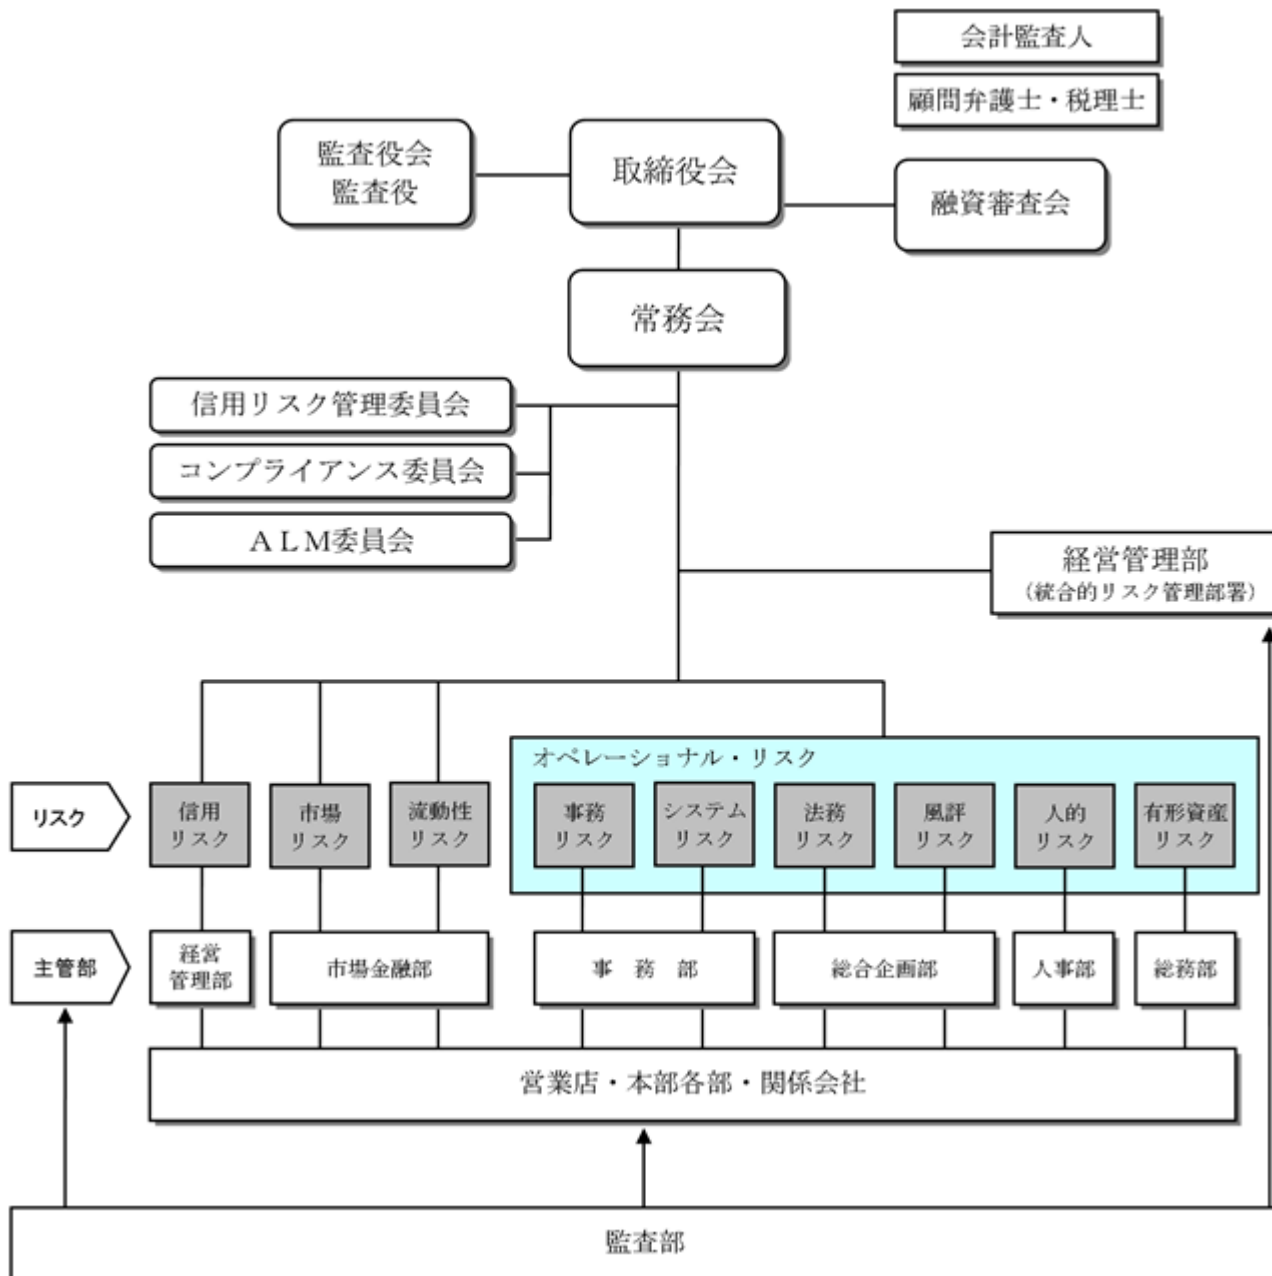 会計監査人
顧問弁護士・税理士
監査役会
監査役
取締役会
融資審査会
常務会
信用リスク管理委員会
コンプライアンス委員会
ＡＬＭ委員会
経営管理部
（統合的リスク管理部署）
オペレーショナル・リスク
リスク
信用
リスク
市場
リスク
流動性
リスク
事務
リスク
システム
リスク
法務
リスク
風評
リスク
人的
リスク
有形資産
リスク
主管部
経営
管理部
市場金融部
事　務　部
総合企画部
人事部
総務部
営業店・本部各部・関係会社
監査部